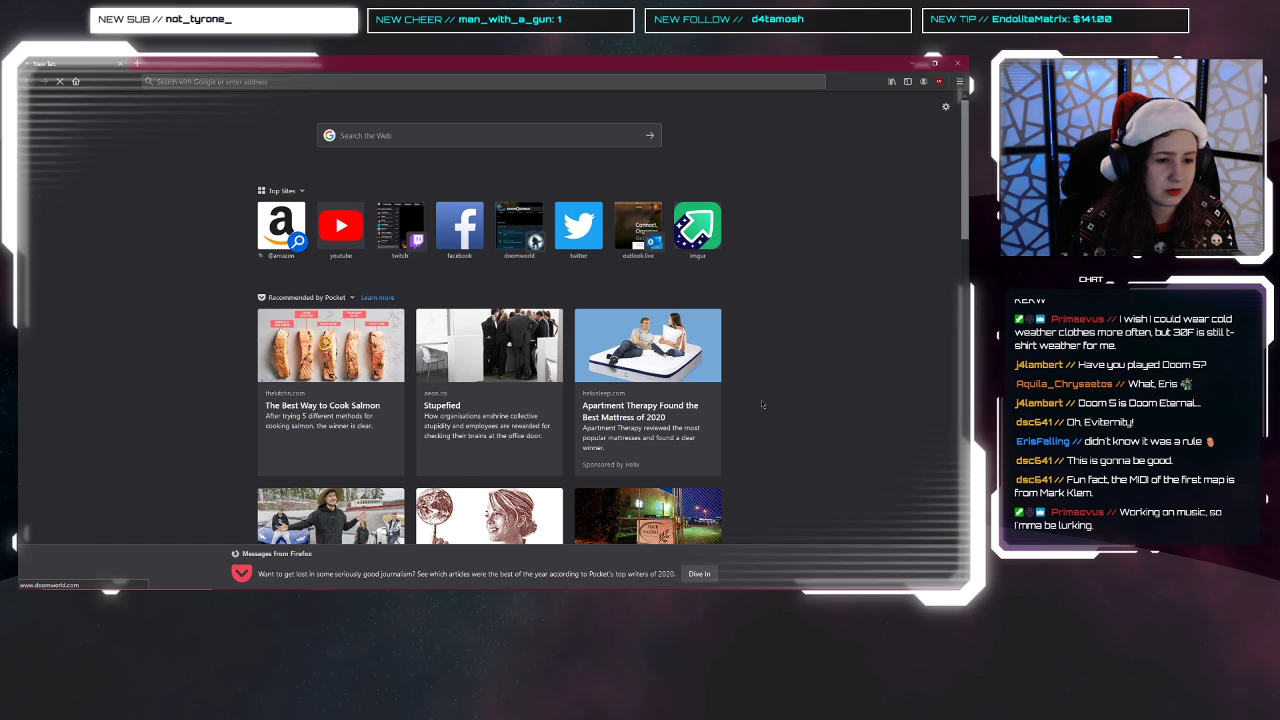 NEW SUB // not_tyrone_
NEW CHEER // man_with_a_gun: 1
NEW FOLLOW // d4tamosh
NEW TIP // EndoliteMatrix: $141.00
New Tab
Search with Google or enter address
Search the Web
Top Sites
@amazon
youtube
twitch
facebook
doomworld
twitter
outlook.live
imgur
Recommended by Pocket
Learn more
thekitchn.com
The Best Way to Cook Salmon
After trying 5 different methods for
cooking salmon, the winner is clear.
aeon.co
Stupefied
How organisations enshrine collective
stupidity and employees are rewarded for
checking their brains at the office door.
helixsleep.com
Apartment Therapy Found the
Best Mattress of 2020
Apartment Therapy reviewed the most
popular mattresses and found a clear
winner.
Sponsored by Helix
Messages from Firefox
Want to get lost in some seriously good journalism? See which articles were the best of the year according to Pocket's top writers of 2020.
Dive in
www.doomworld.com
CHAT
KEKW
Primaevus // I wish I could wear cold
weather clothes more often, but 30F is still t-
shirt weather for me.
j4lambert // Have you played Doom 5?
Aquila_Chrysaetos // What, Eris
j4lambert // Doom 5 is Doom Eternal...
dsc641 // Oh, Eviternity!
ErisFalling // didn't know it was a rule
dsc641 // This is gonna be good.
dsc641 // Fun fact, the MIDI of the first map is
from Mark Klem.
Primaevus // Working on music, so
I'mma be lurking.